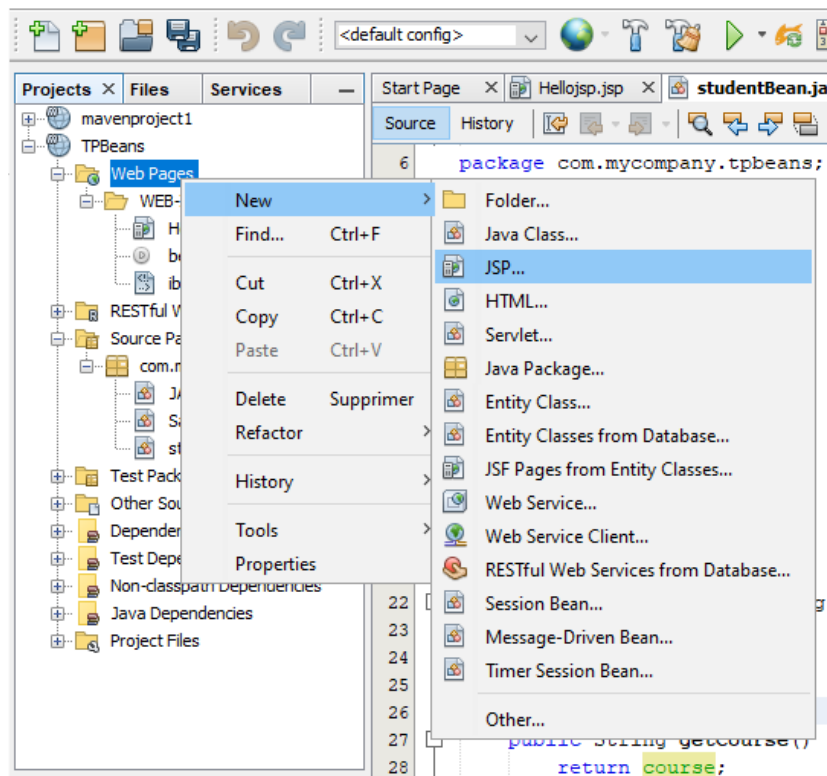 <default config>
Projects × Files Services
Start Page × Hellojsp.jsp × studentBean.ja
Source History
mavenproject1
TPBeans
Web Pages
WEB-
RESTful W
Source Pa
com.m
Test Pack
Other Sou
Dependen
Test Depe
Non-classpath Dependencies
Java Dependencies
Project Files
New
Find... Ctrl+F
Cut Ctrl+X
Copy Ctrl+C
Paste Ctrl+V
Delete Supprimer
Refactor
History
Tools
Properties
Folder...
Java Class...
JSP...
HTML...
Servlet...
Java Package...
Entity Class...
Entity Classes from Database...
JSF Pages from Entity Classes...
Web Service...
Web Service Client...
RESTful Web Services from Database...
Session Bean...
Message-Driven Bean...
Timer Session Bean...
Other...
6 package com.mycompany.tpbeans;
22
23
24
25
26
27 public String getCourse()
28 return course;